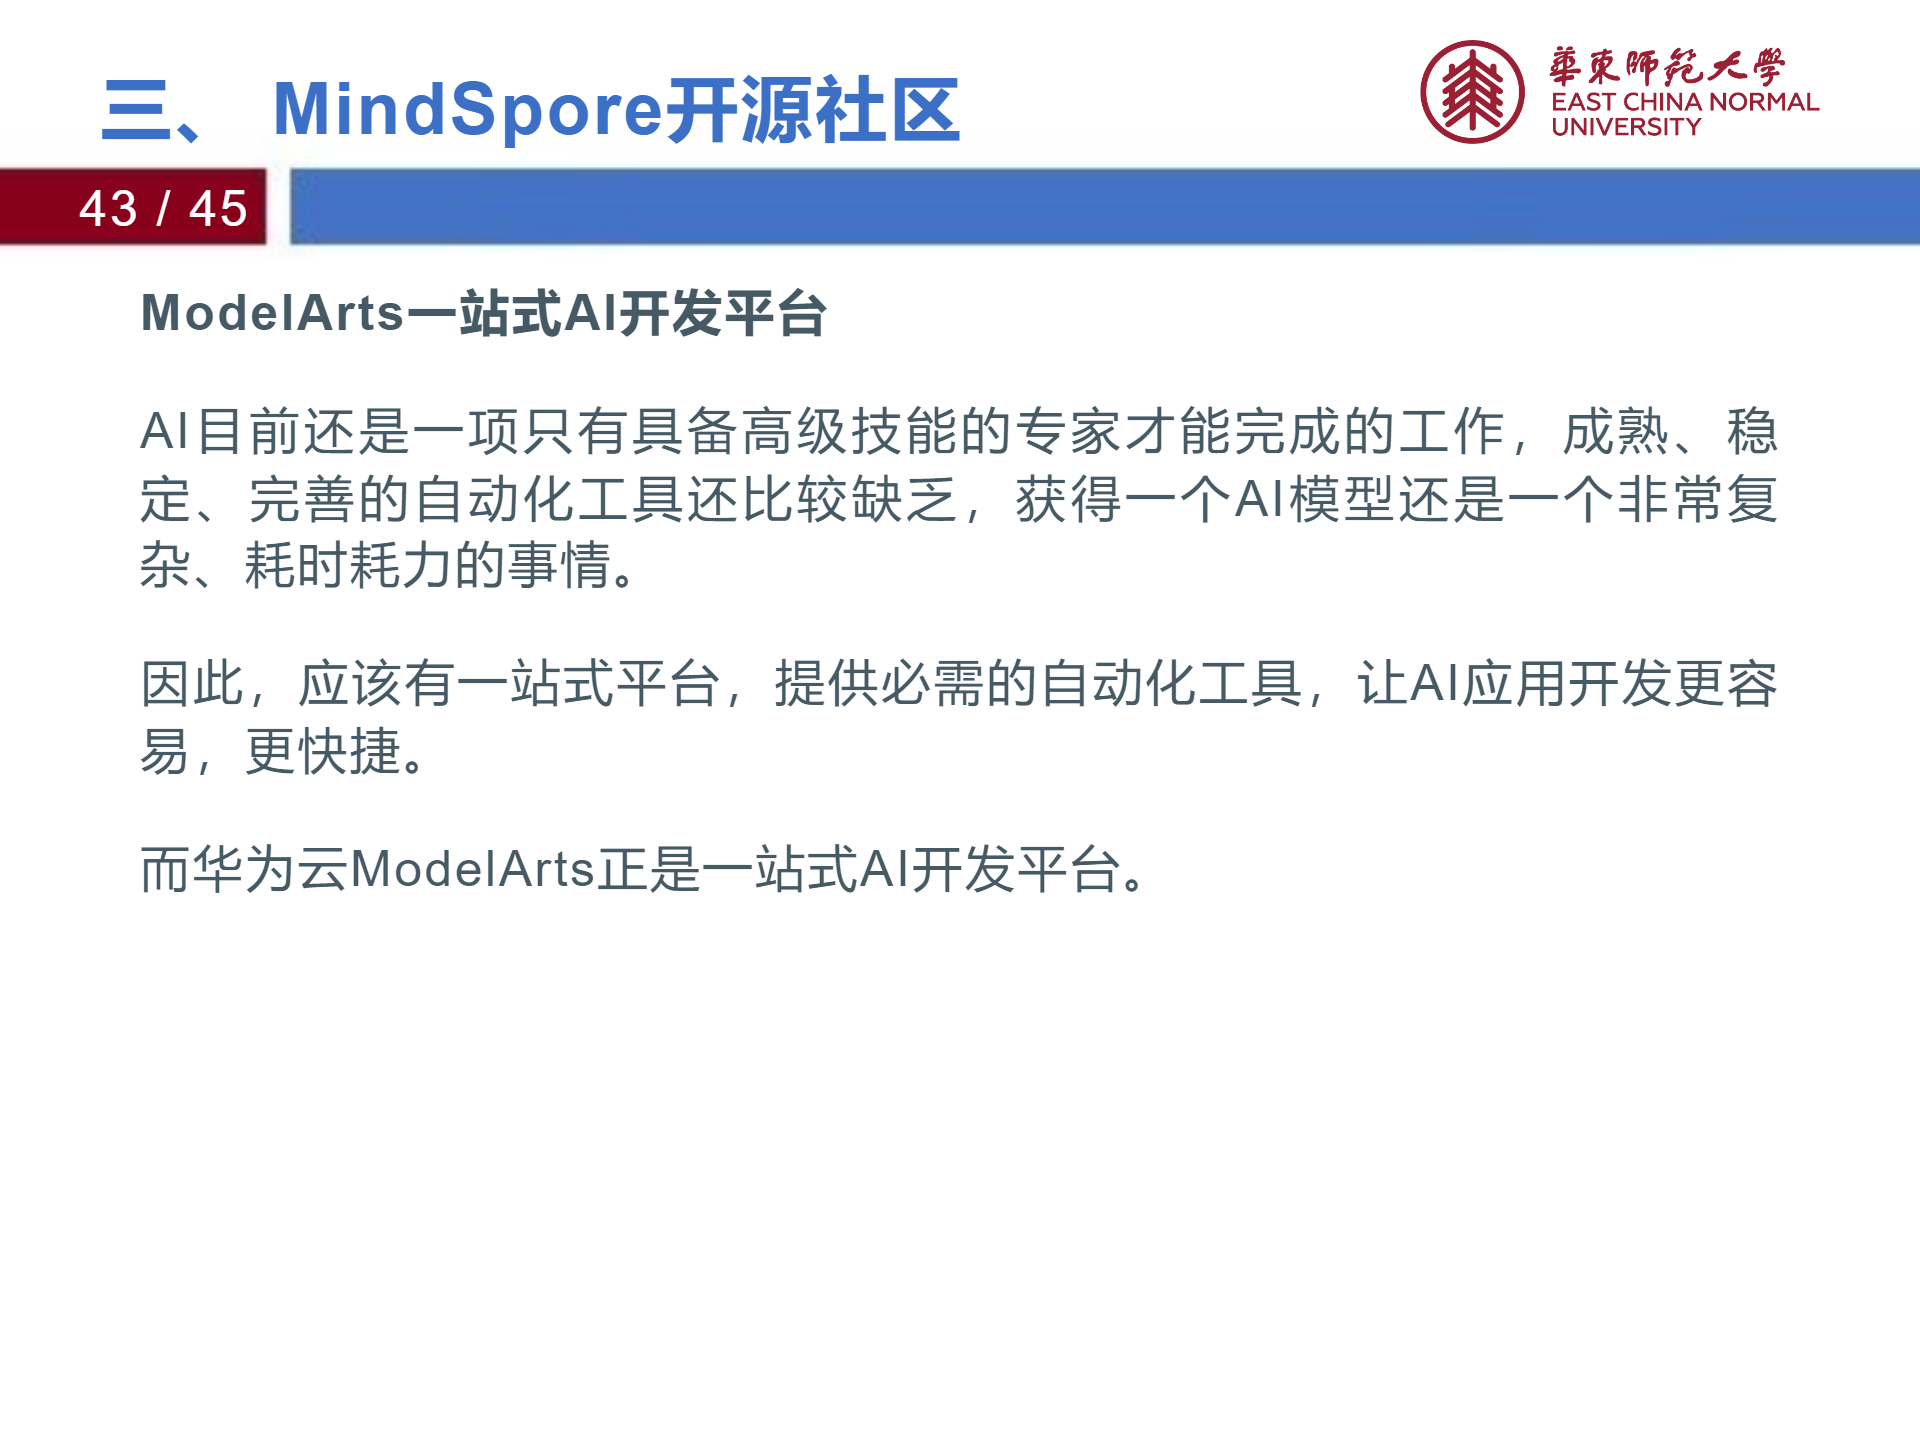 三、 MindSpore开源社区
華東師範大學
EAST CHINA NORMAL
UNIVERSITY
43 / 45
ModelArts一站式AI开发平台
AI目前还是一项只有具备高级技能的专家才能完成的工作，成熟、稳
定、完善的自动化工具还比较缺乏，获得一个AI模型还是一个非常复
杂、耗时耗力的事情。
因此，应该有一站式平台，提供必需的自动化工具，让AI应用开发更容
易，更快捷。
而华为云ModelArts正是一站式AI开发平台。